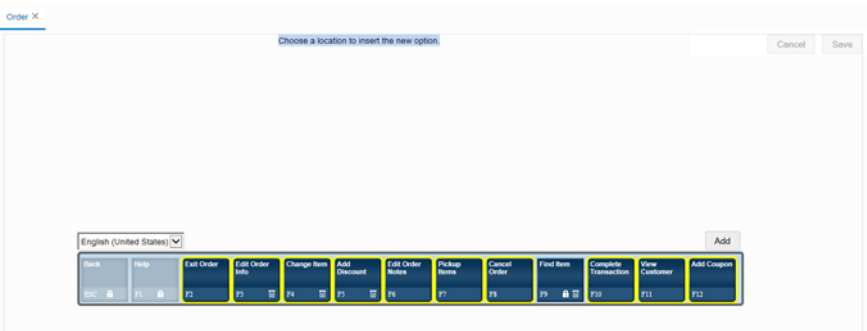 Order ×
Choose a location to insert the new option.
Cancel Save
English (United States)
Add
Back Help Exit Order Edit Order Info Change Item Add Discount Edit Order Notes Pickup Items Cancel Order Find Item Complete Transaction View Customer Add Coupon
ESC F1 F2 F3 F4 F5 F6 F7 F8 F9 F10 F11 F12